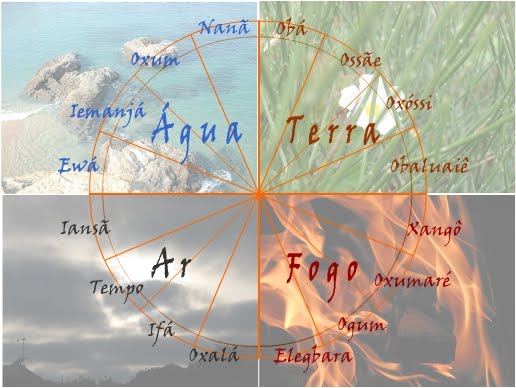 Nanã
Obá
Oxum
Ossãe
Iemanjá
Oxóssi
Água
Terra
Ewá
Obaluaiê
Iansã
Xangô
Ar
Fogo
Tempo
Oxumaré
Ifá
Ogum
Oxalá
Elegbara